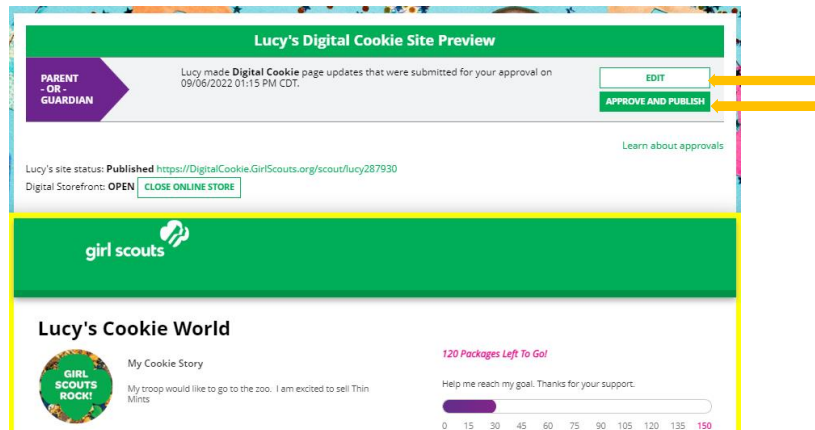 Lucy's Digital Cookie Site Preview
PARENT
- OR -
GUARDIAN
Lucy made Digital Cookie page updates that were submitted for your approval on
09/06/2022 01:15 PM CDT.
EDIT
APPROVE AND PUBLISH
Learn about approvals
Lucy's site status: Published https://DigitalCookie.GirlScouts.org/scout/lucy287930
Digital Storefront: OPEN CLOSE ONLINE STORE
girl scouts
Lucy's Cookie World
GIRL
SCOUTS
ROCK!
My Cookie Story
My troop would like to go to the zoo. I am excited to sell Thin
Mints
120 Packages Left To Go!
Help me reach my goal. Thanks for your support.
0 15 30 45 60 75 90 105 120 135 150